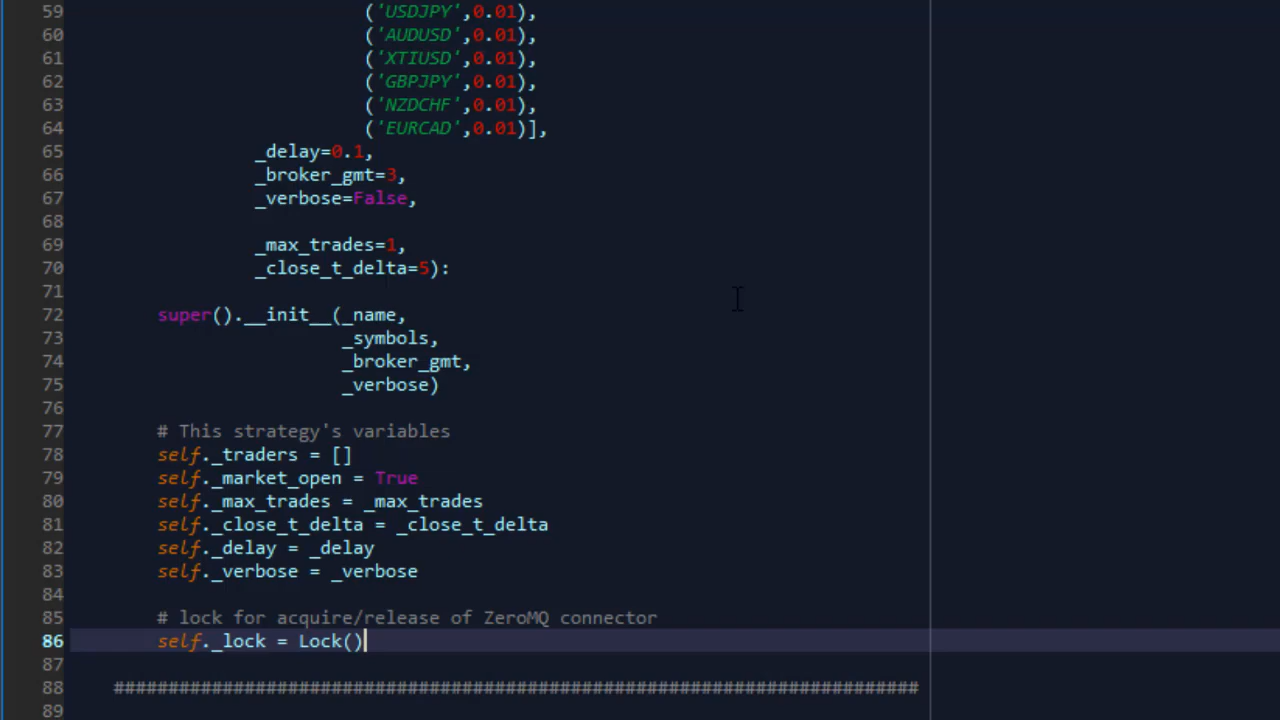 59 ('USDJPY',0.01),
60 ('AUDUSD',0.01),
61 ('XTIUSD',0.01),
62 ('GBPJPY',0.01),
63 ('NZDCHF',0.01),
64 ('EURCAD',0.01)],
65 _delay=0.1,
66 _broker_gmt=3,
67 _verbose=False,
68
69 _max_trades=1,
70 _close_t_delta=5):
71
72 super().__init__(_name,
73 _symbols,
74 _broker_gmt,
75 _verbose)
76
77 # This strategy's variables
78 self._traders = []
79 self._market_open = True
80 self._max_trades = _max_trades
81 self._close_t_delta = _close_t_delta
82 self._delay = _delay
83 self._verbose = _verbose
84
85 # lock for acquire/release of ZeroMQ connector
86 self._lock = Lock()
87
88 ##########################################################################
89